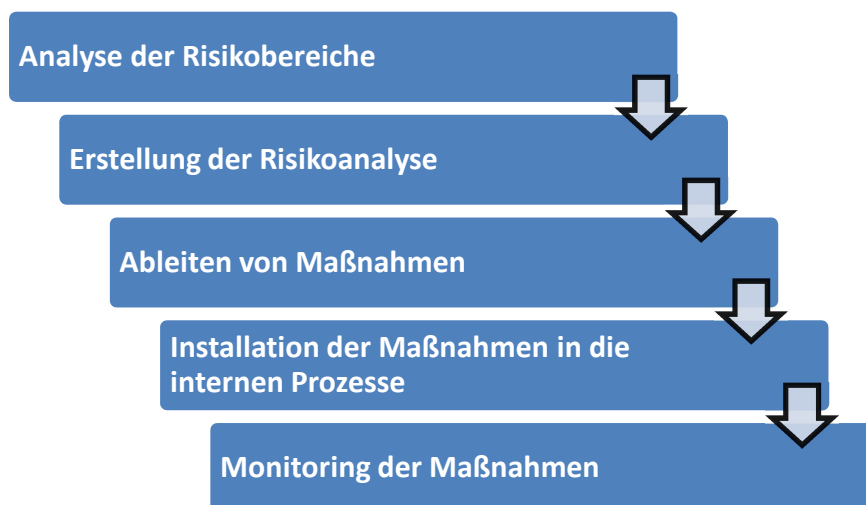 Analyse der Risikobereiche
Erstellung der Risikoanalyse
Ableiten von Maßnahmen
Installation der Maßnahmen in die
internen Prozesse
Monitoring der Maßnahmen